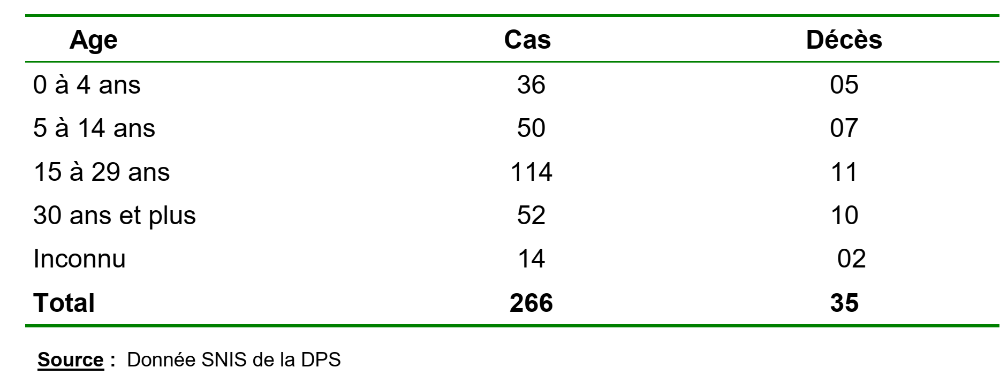 Age Cas Décès
0 à 4 ans 36 05
5 à 14 ans 50 07
15 à 29 ans 114 11
30 ans et plus 52 10
Inconnu 14 02
Total 266 35
Source : Donnée SNIS de la DPS